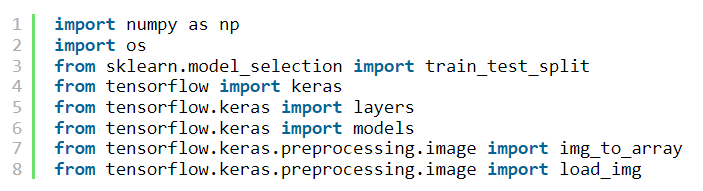 1 import numpy as np
2 import os
3 from sklearn.model_selection import train_test_split
4 from tensorflow import keras
5 from tensorflow.keras import layers
6 from tensorflow.keras import models
7 from tensorflow.keras.preprocessing.image import img_to_array
8 from tensorflow.keras.preprocessing.image import load_img